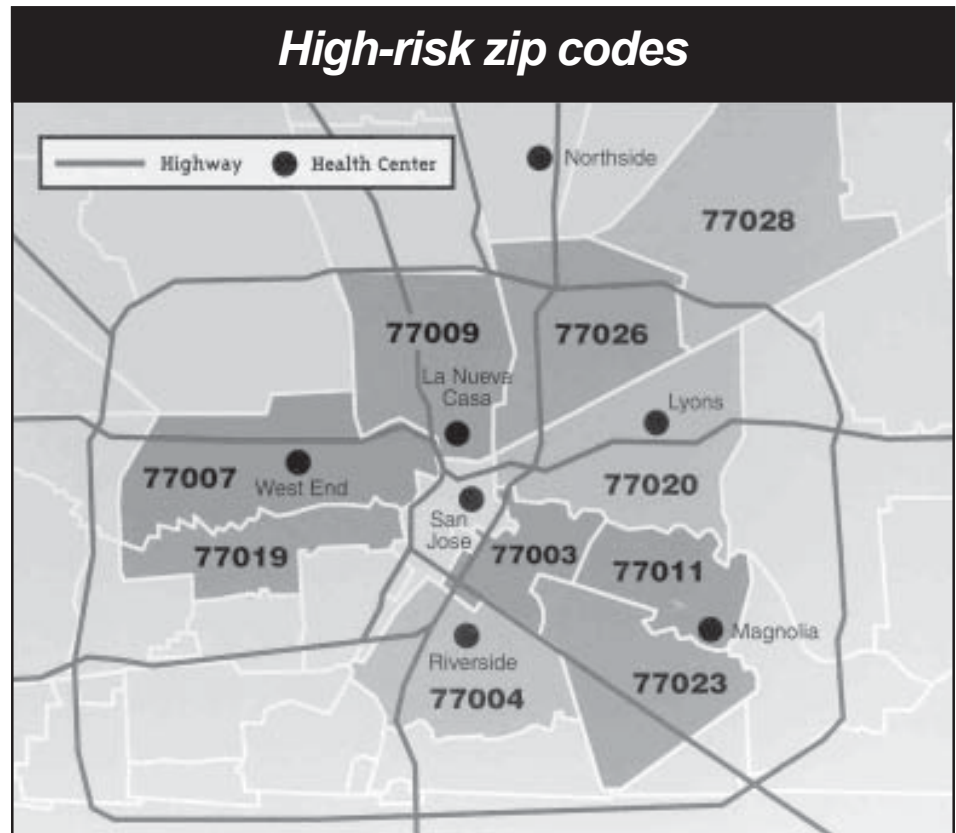 High-risk zip codes
Highway
Health Center
Northside
77028
77009
77026
La Nueva
Casa
Lyons
77007
West End
77020
San
Jose
77019
77003
77011
Magnolia
Riverside
77023
77004